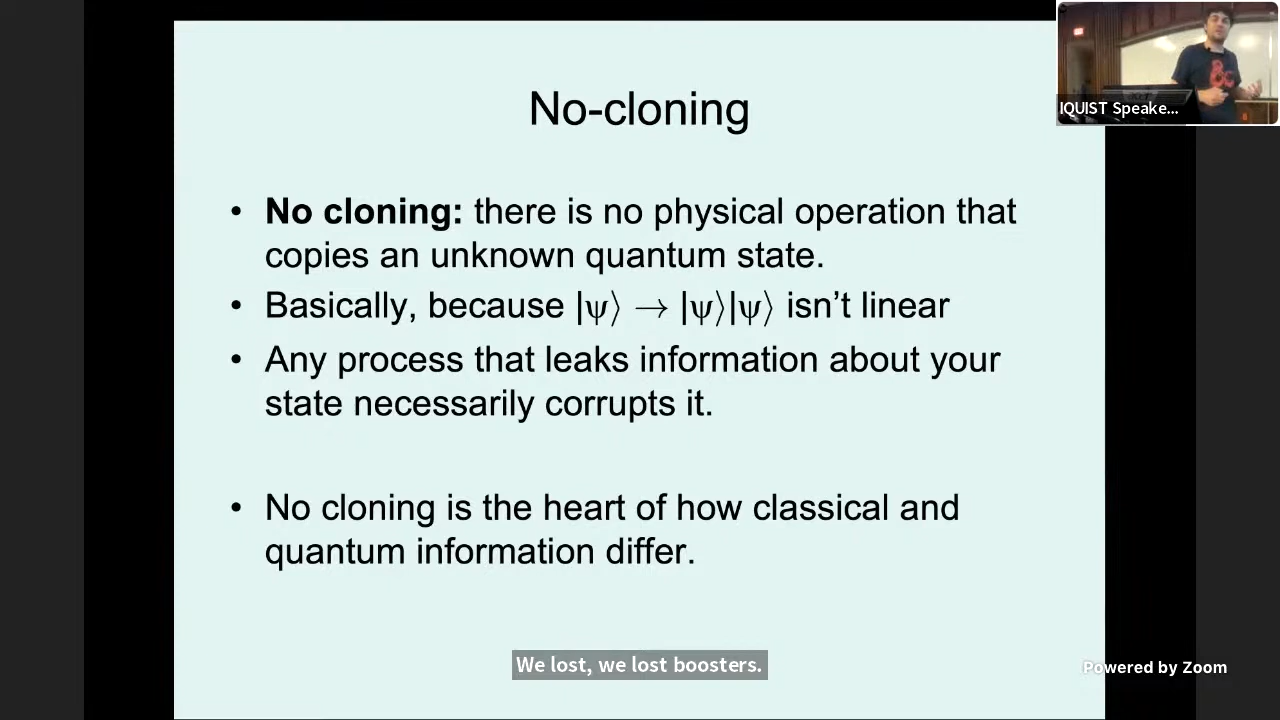 IQUIST Speake...
No-cloning
• No cloning: there is no physical operation that
copies an unknown quantum state.
• Basically, because |ψ⟩ → |ψ⟩|ψ⟩ isn’t linear
• Any process that leaks information about your
state necessarily corrupts it.
• No cloning is the heart of how classical and
quantum information differ.
We lost, we lost boosters.
Powered by Zoom